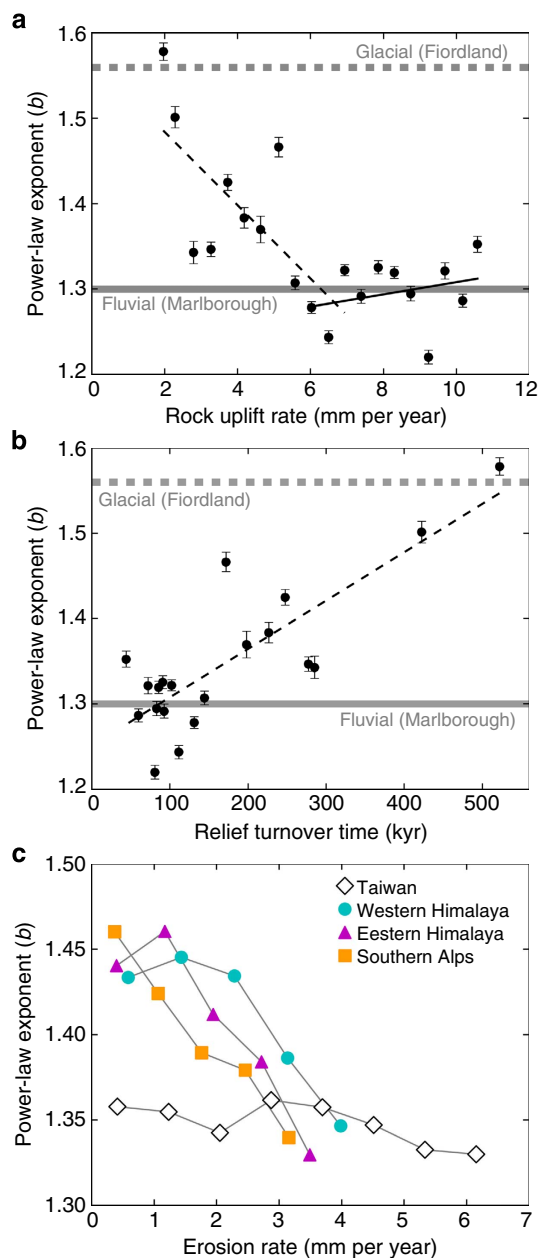 a
1.6
1.5
1.4
1.3
1.2
Power-law exponent (b)
Glacial (Fiordland)
Fluvial (Marlborough)
0
2
4
6
8
10
12
Rock uplift rate (mm per year)
b
1.6
1.5
1.4
1.3
1.2
Power-law exponent (b)
Glacial (Fiordland)
Fluvial (Marlborough)
0
100
200
300
400
500
Relief turnover time (kyr)
c
1.50
1.45
1.40
1.35
1.30
Power-law exponent (b)
Taiwan
Western Himalaya
Eestern Himalaya
Southern Alps
0
1
2
3
4
5
6
7
Erosion rate (mm per year)